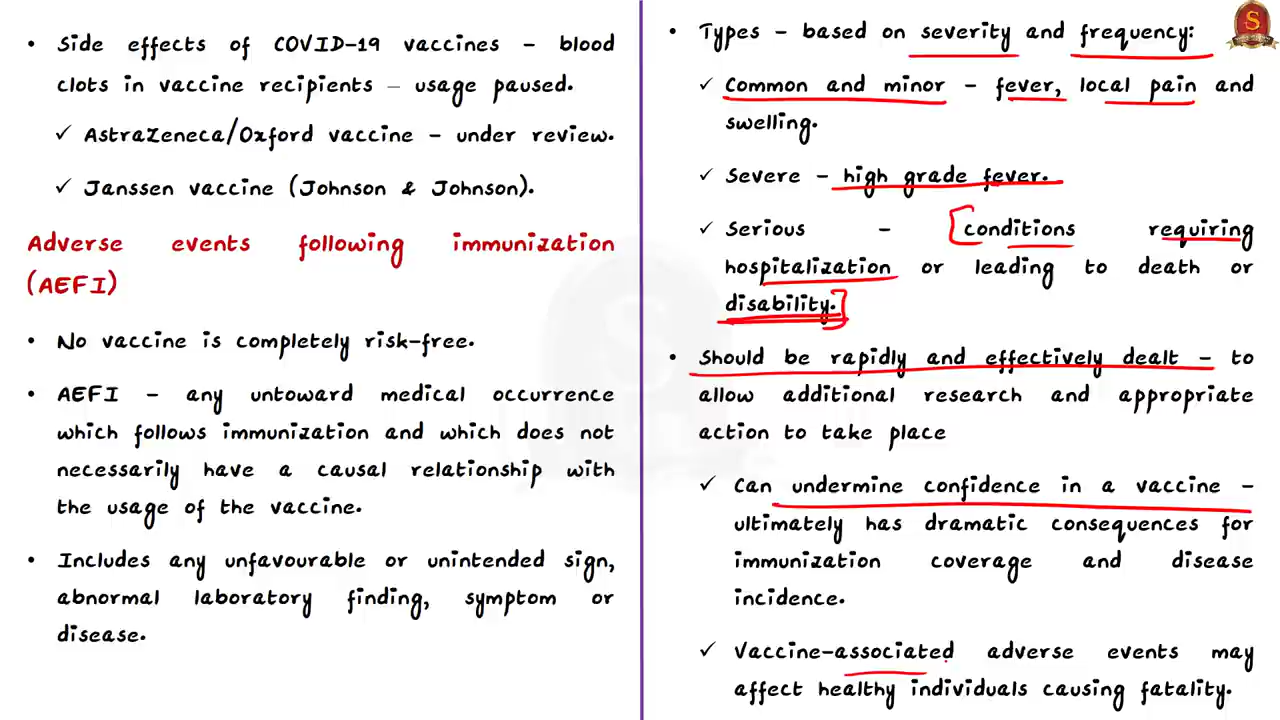 • Side effects of COVID-19 vaccines – blood
clots in vaccine recipients – usage paused.
✓ AstraZeneca/Oxford vaccine – under review.
✓ Janssen vaccine (Johnson & Johnson).
Adverse events following immunization
(AEFI)
• No vaccine is completely risk-free.
• AEFI – any untoward medical occurrence
which follows immunization and which does not
necessarily have a causal relationship with
the usage of the vaccine.
• Includes any unfavourable or unintended sign,
abnormal laboratory finding, symptom or
disease.
• Types – based on severity and frequency:
✓ Common and minor – fever, local pain and
swelling.
✓ Severe – high grade fever.
✓ Serious – conditions requiring
hospitalization or leading to death or
disability.
• Should be rapidly and effectively dealt – to
allow additional research and appropriate
action to take place
✓ Can undermine confidence in a vaccine –
ultimately has dramatic consequences for
immunization coverage and disease
incidence.
✓ Vaccine-associated adverse events may
affect healthy individuals causing fatality.
S